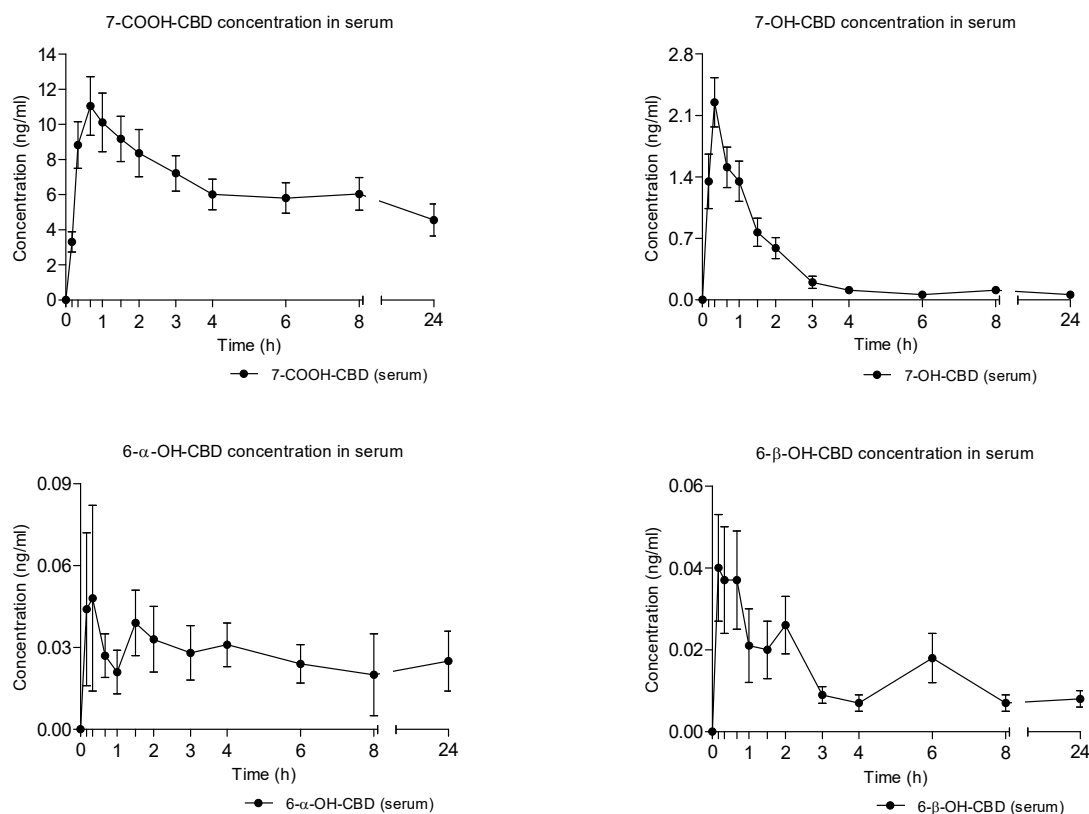 7-COOH-CBD concentration in serum
14
12
10
8
6
4
2
0
Concentration (ng/ml)
0 1 2 3 4 6 8 24
Time (h)
7-COOH-CBD (serum)
7-OH-CBD concentration in serum
2.8
2.1
1.4
0.7
0.0
Concentration (ng/ml)
0 1 2 3 4 6 8 24
Time (h)
7-OH-CBD (serum)
6-α-OH-CBD concentration in serum
0.09
0.06
0.03
0.00
Concentration (ng/ml)
0 1 2 3 4 6 8 24
Time (h)
6-α-OH-CBD (serum)
6-β-OH-CBD concentration in serum
0.06
0.04
0.02
0.00
Concentration (ng/ml)
0 1 2 3 4 6 8 24
Time (h)
6-β-OH-CBD (serum)